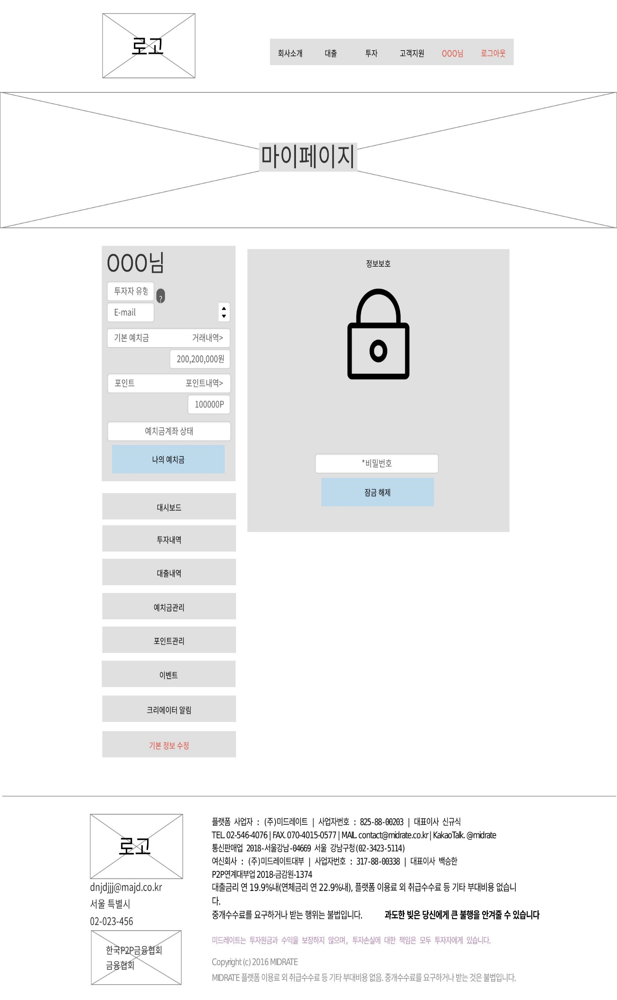 로고
회사소개 대출 투자 고객지원 OOO님 로그아웃
마이페이지
OOO님
투자자 유형
?
E-mail
기본 예치금 거래내역>
200,200,000원
포인트 포인트내역>
100000P
예치금계좌 상태
나의 예치금
대시보드
투자내역
대출내역
예치금관리
포인트관리
이벤트
크리에이터 알림
기본 정보 수정
정보보호
*비밀번호
잠금 해제
로고
dnjdjjj@majd.co.kr
서울 특별시
02-023-456
한국P2P금융협회
금융협회
플랫폼 사업자 : (주)미드레이트 | 사업자번호 : 825-88-00203 | 대표이사 신규식
TEL. 02-546-4076 | FAX. 070-4015-0577 | MAIL. contact@midrate.co.kr | KakaoTalk. @midrate
통신판매업 2018-서울강남-04669 서울 강남구청(02-3423-5114)
여신회사 : (주)미드레이트대부 | 사업자번호 : 317-88-00338 | 대표이사 백승한
P2P연계대부업 2018-금감원-1374
대출금리 연 19.9%내(연체금리 연 22.9%내), 플랫폼 이용료 외 취급수수료 등 기타 부대비용 없습니
다.
중개수수료를 요구하거나 받는 행위는 불법입니다. 과도한 빚은 당신에게 큰 불행을 안겨줄 수 있습니다
미드레이트는 투자원금과 수익을 보장하지 않으며, 투자손실에 대한 책임은 모두 투자자에게 있습니다.
Copyright (c) 2016 MIDRATE
MIDRATE 플랫폼 이용료 외 취급수수료 등 기타 부대비용 없음. 중개수수료를 요구하거나 받는 것은 불법입니다.